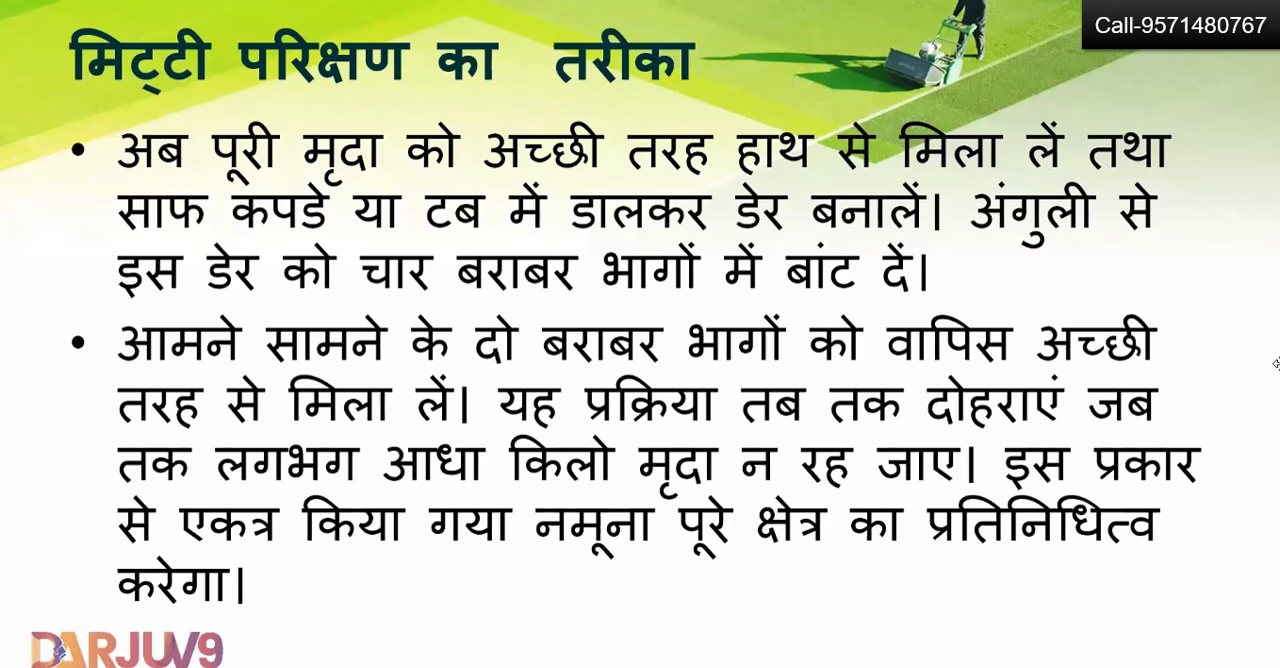 Call-9571480767
मिट्टी परिक्षण का तरीका
• अब पूरी मृदा को अच्छी तरह हाथ से मिला लें तथा
साफ कपडे या टब में डालकर डेर बनालें। अंगुली से
इस डेर को चार बराबर भागों में बांट दें।
• आमने सामने के दो बराबर भागों को वापिस अच्छी
तरह से मिला लें। यह प्रक्रिया तब तक दोहराएं जब
तक लगभग आधा किलो मृदा न रह जाए। इस प्रकार
से एकत्र किया गया नमूना पूरे क्षेत्र का प्रतिनिधित्व
करेगा।
DARJUV9